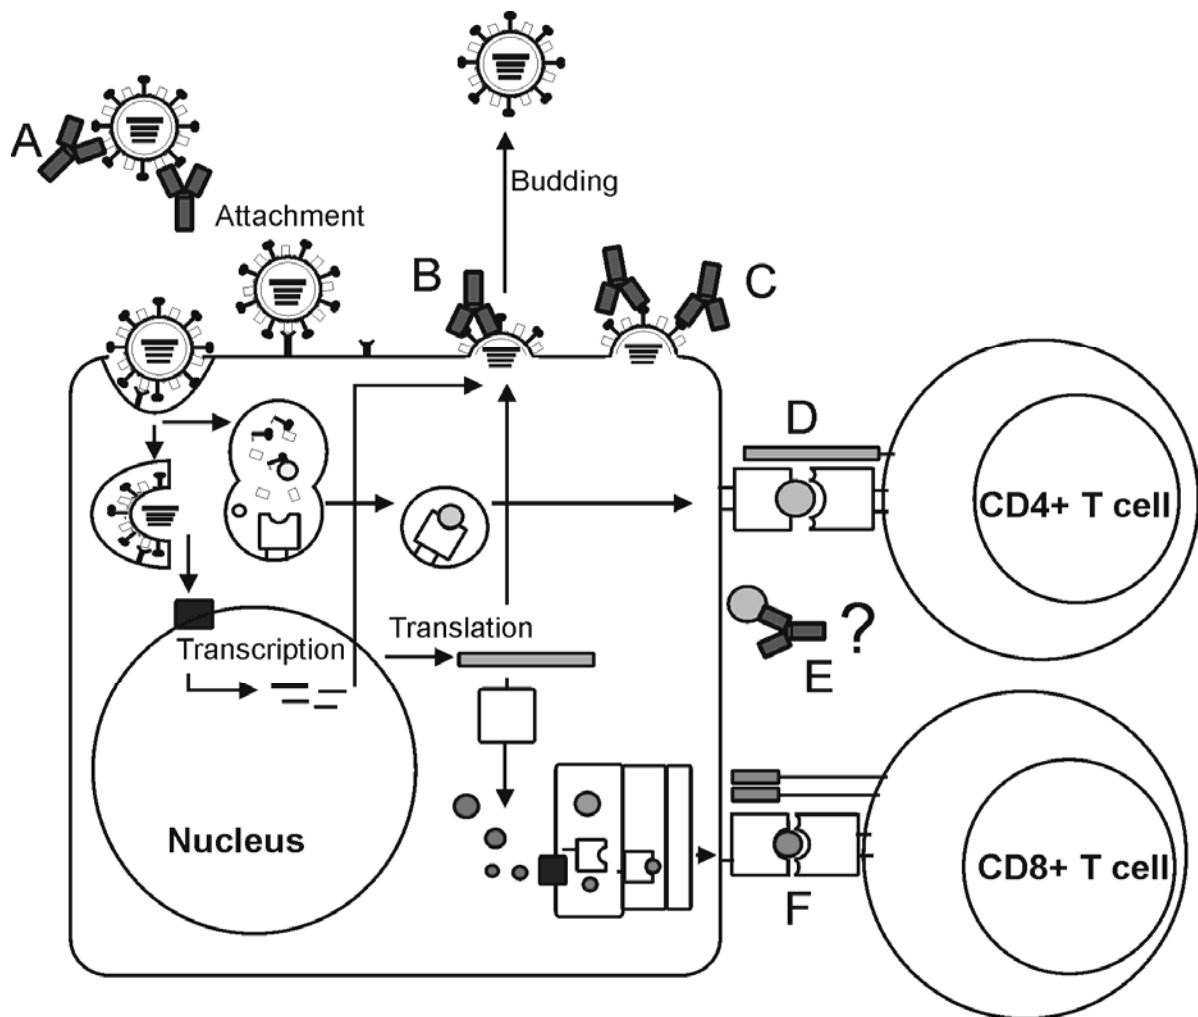 A
Budding
Attachment
B
C
D
CD4+ T cell
Translation
Transcription
?
E
Nucleus
CD8+ T cell
F